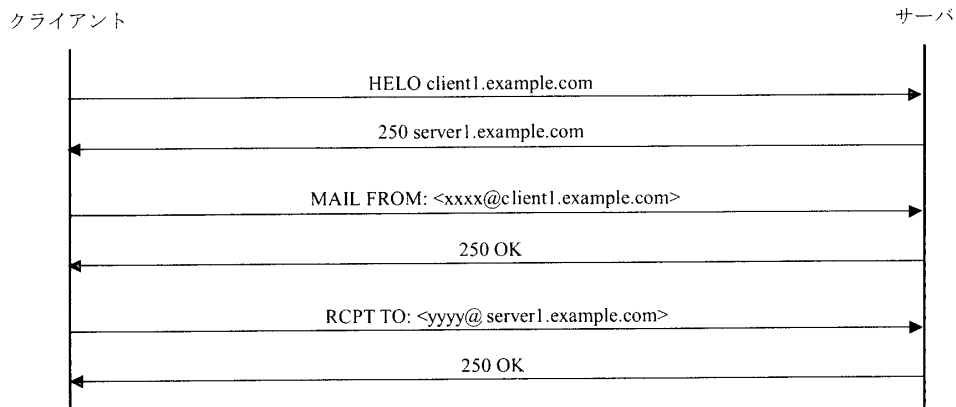 クライアント
サーバ
HELO client1.example.com
250 server1.example.com
MAIL FROM: <xxxx@client1.example.com>
250 OK
RCPT TO: <yyyy@ server1.example.com>
250 OK